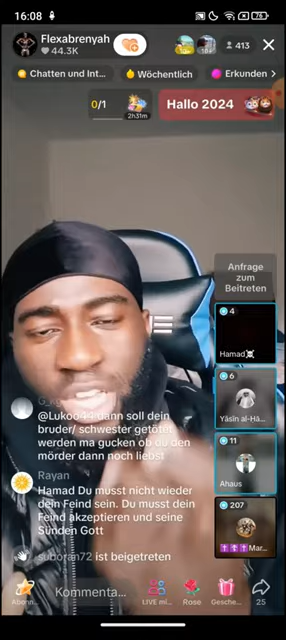 16:08
76
Flexabrenyah
44.3K
413
Chatten und Int...
Wöchentlich
Erkunden
0/1
2h31m
Hallo 2024
Anfrage
zum
Beitreten
4
Hamad
6
Yāsīn al-Hā...
11
Ahaus
207
Mar...
@Lukoo44 dann soll dein
bruder/ schwester getötet
werden ma gucken ob du den
mörder dann noch liebst
Rayan
Hamad Du musst nicht wieder
dein Feind sein. Du musst dein
Feind akzeptieren und seine
Sünden Gott
suboran72 ist beigetreten
Abonn...
Kommenta...
LIVE mi...
Rose
Gesche...
25